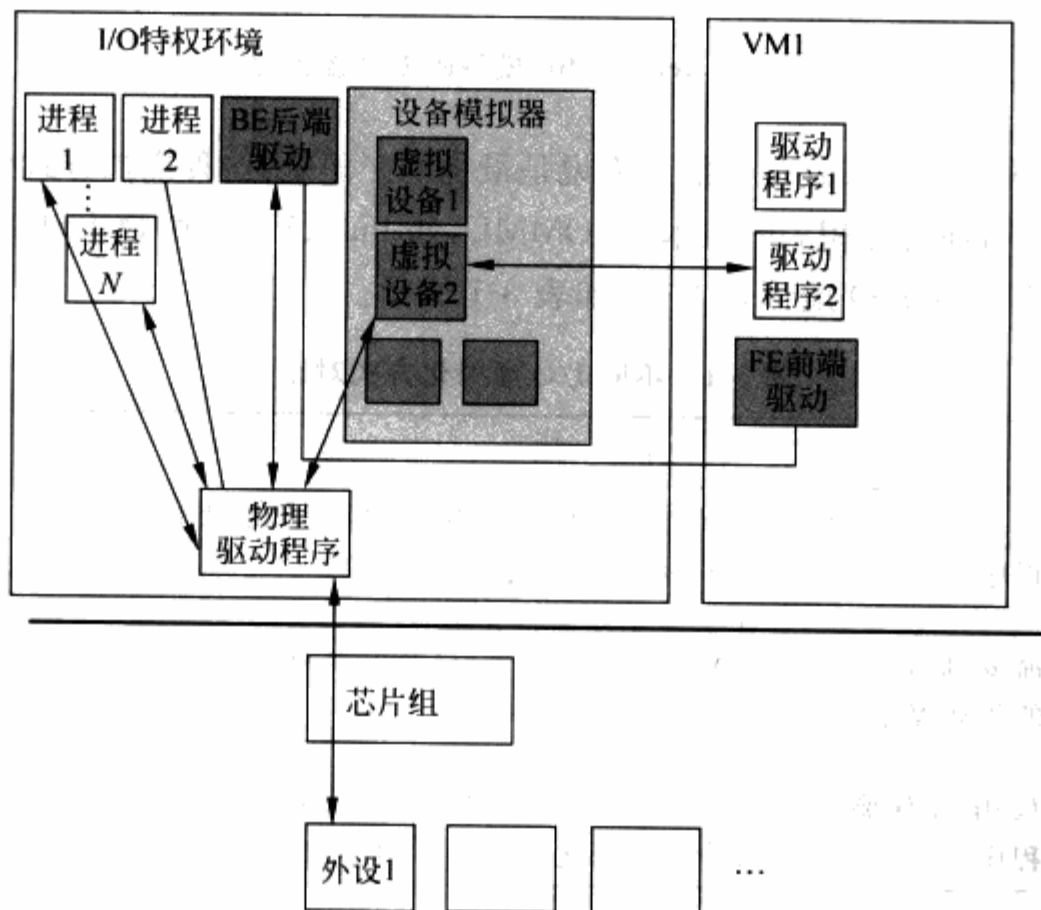 I/O特权环境
VM1
进程
1
进程
2
BE后端
驱动
设备模拟器
虚拟
设备1
驱动
程序1
⋮
进程
N
虚拟
设备2
驱动
程序2
FE前端
驱动
物理
驱动程序
芯片组
外设1
…